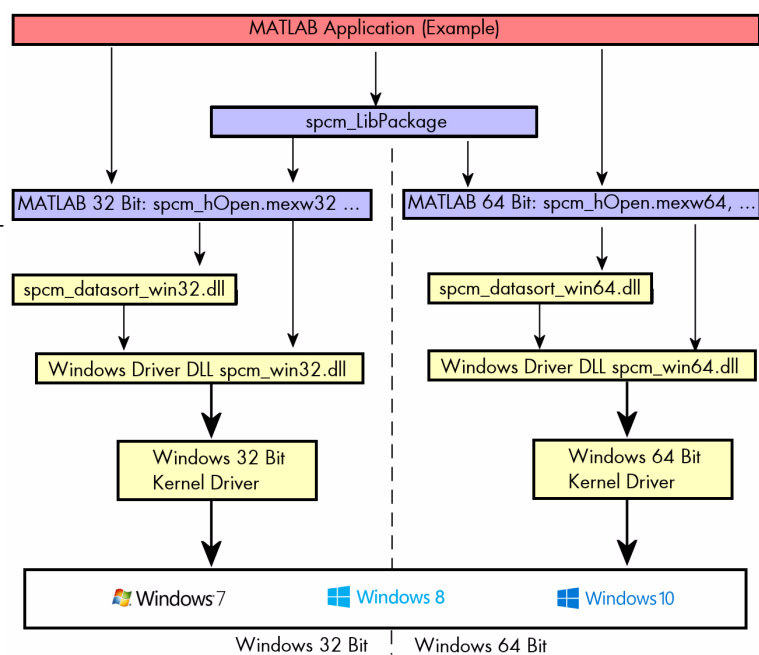 MATLAB Application (Example)
spcm_LibPackage
MATLAB 32 Bit: spcm_hOpen.mexw32 ...
MATLAB 64 Bit: spcm_hOpen.mexw64, ...
spcm_datasort_win32.dll
spcm_datasort_win64.dll
Windows Driver DLL spcm_win32.dll
Windows Driver DLL spcm_win64.dll
Windows 32 Bit
Kernel Driver
Windows 64 Bit
Kernel Driver
Windows 7
Windows 8
Windows 10
Windows 32 Bit
Windows 64 Bit